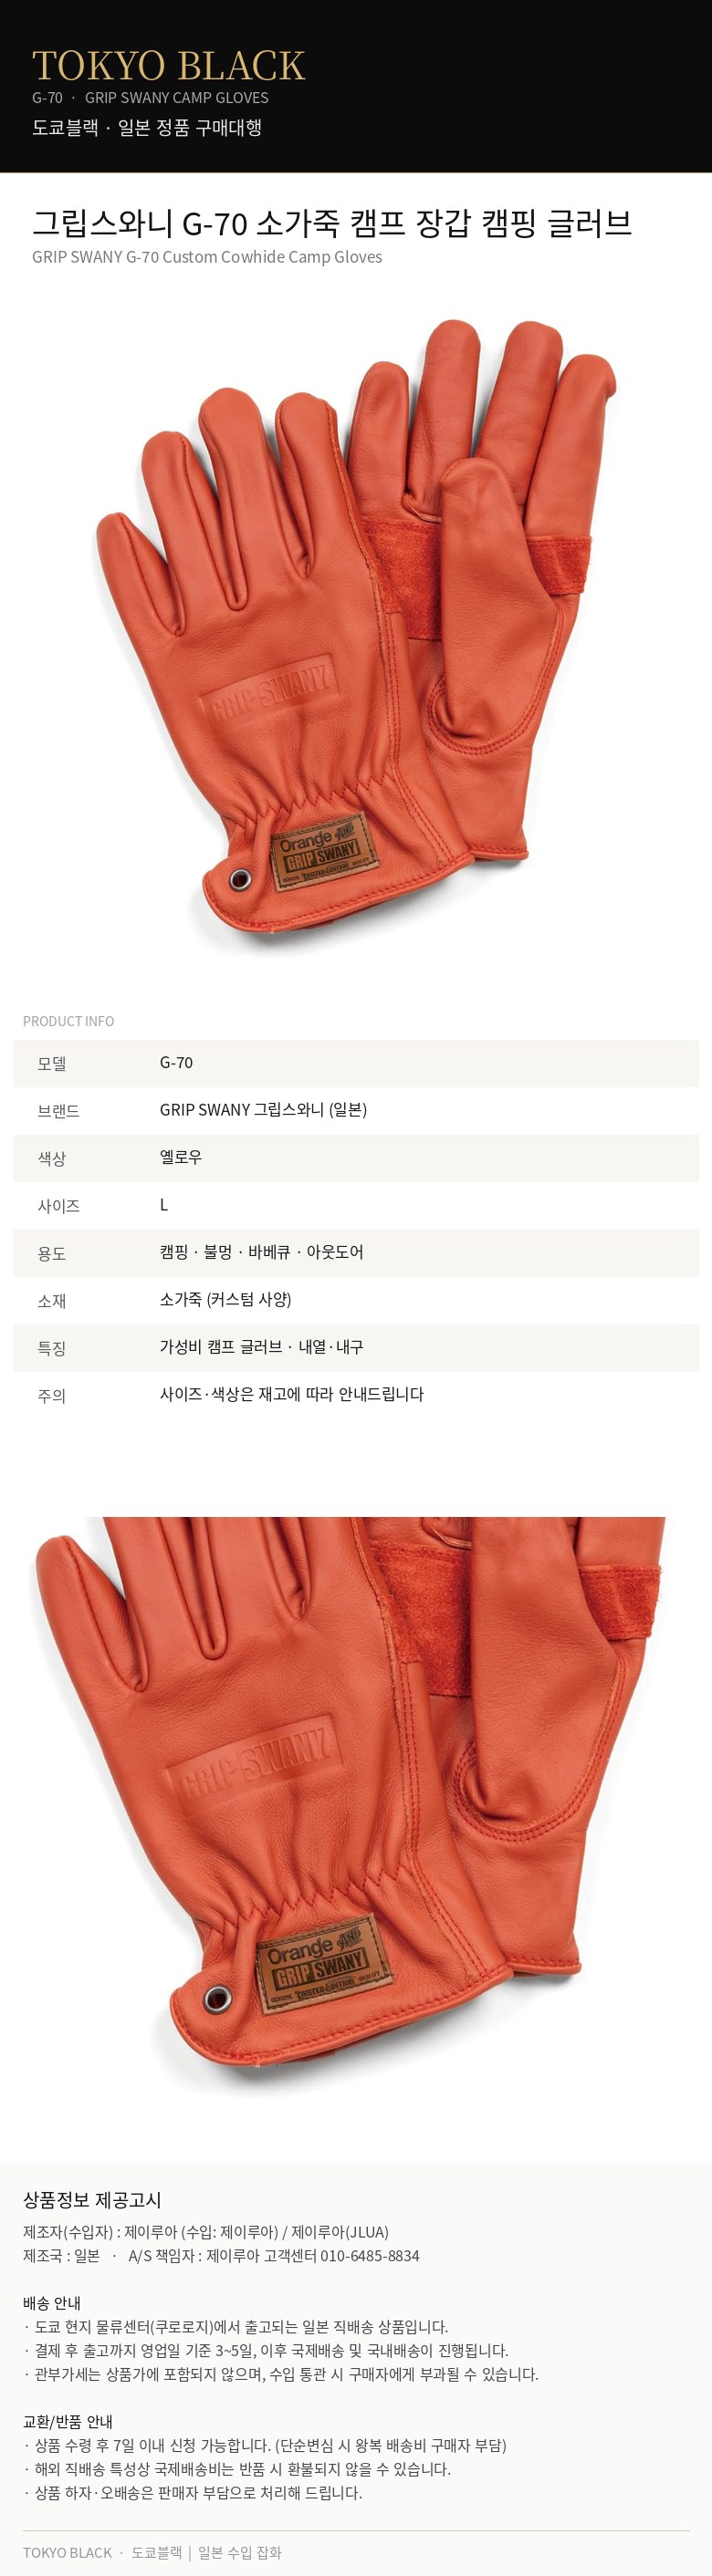 TOKYO BLACK
G-70 · GRIP SWANY CAMP GLOVES
도쿄블랙 · 일본 정품 구매대행
그립스와니 G-70 소가죽 캠프 장갑 캠핑 글러브
GRIP SWANY G-70 Custom Cowhide Camp Gloves
GRIP SWANY
Orange
GRIP SWANY
GENUINE LIMITED EDITION QUALITY
PRODUCT INFO
모델 G-70
브랜드 GRIP SWANY 그립스와니 (일본)
색상 옐로우
사이즈 L
용도 캠핑 · 불멍 · 바베큐 · 아웃도어
소재 소가죽 (커스텀 사양)
특징 가성비 캠프 글러브 · 내열·내구
주의 사이즈·색상은 재고에 따라 안내드립니다
GRIP SWANY
Orange
GRIP SWANY
GENUINE LIMITED EDITION QUALITY
상품정보 제공고시
제조자(수입자) : 제이루아 (수입: 제이루아) / 제이루아(JLUA)
제조국 : 일본 · A/S 책임자 : 제이루아 고객센터 010-6485-8834
배송 안내
· 도쿄 현지 물류센터(쿠로로지)에서 출고되는 일본 직배송 상품입니다.
· 결제 후 출고까지 영업일 기준 3~5일, 이후 국제배송 및 국내배송이 진행됩니다.
· 관부가세는 상품가에 포함되지 않으며, 수입 통관 시 구매자에게 부과될 수 있습니다.
교환/반품 안내
· 상품 수령 후 7일 이내 신청 가능합니다. (단순변심 시 왕복 배송비 구매자 부담)
· 해외 직배송 특성상 국제배송비는 반품 시 환불되지 않을 수 있습니다.
· 상품 하자·오배송은 판매자 부담으로 처리해 드립니다.
TOKYO BLACK · 도쿄블랙 | 일본 수입 잡화